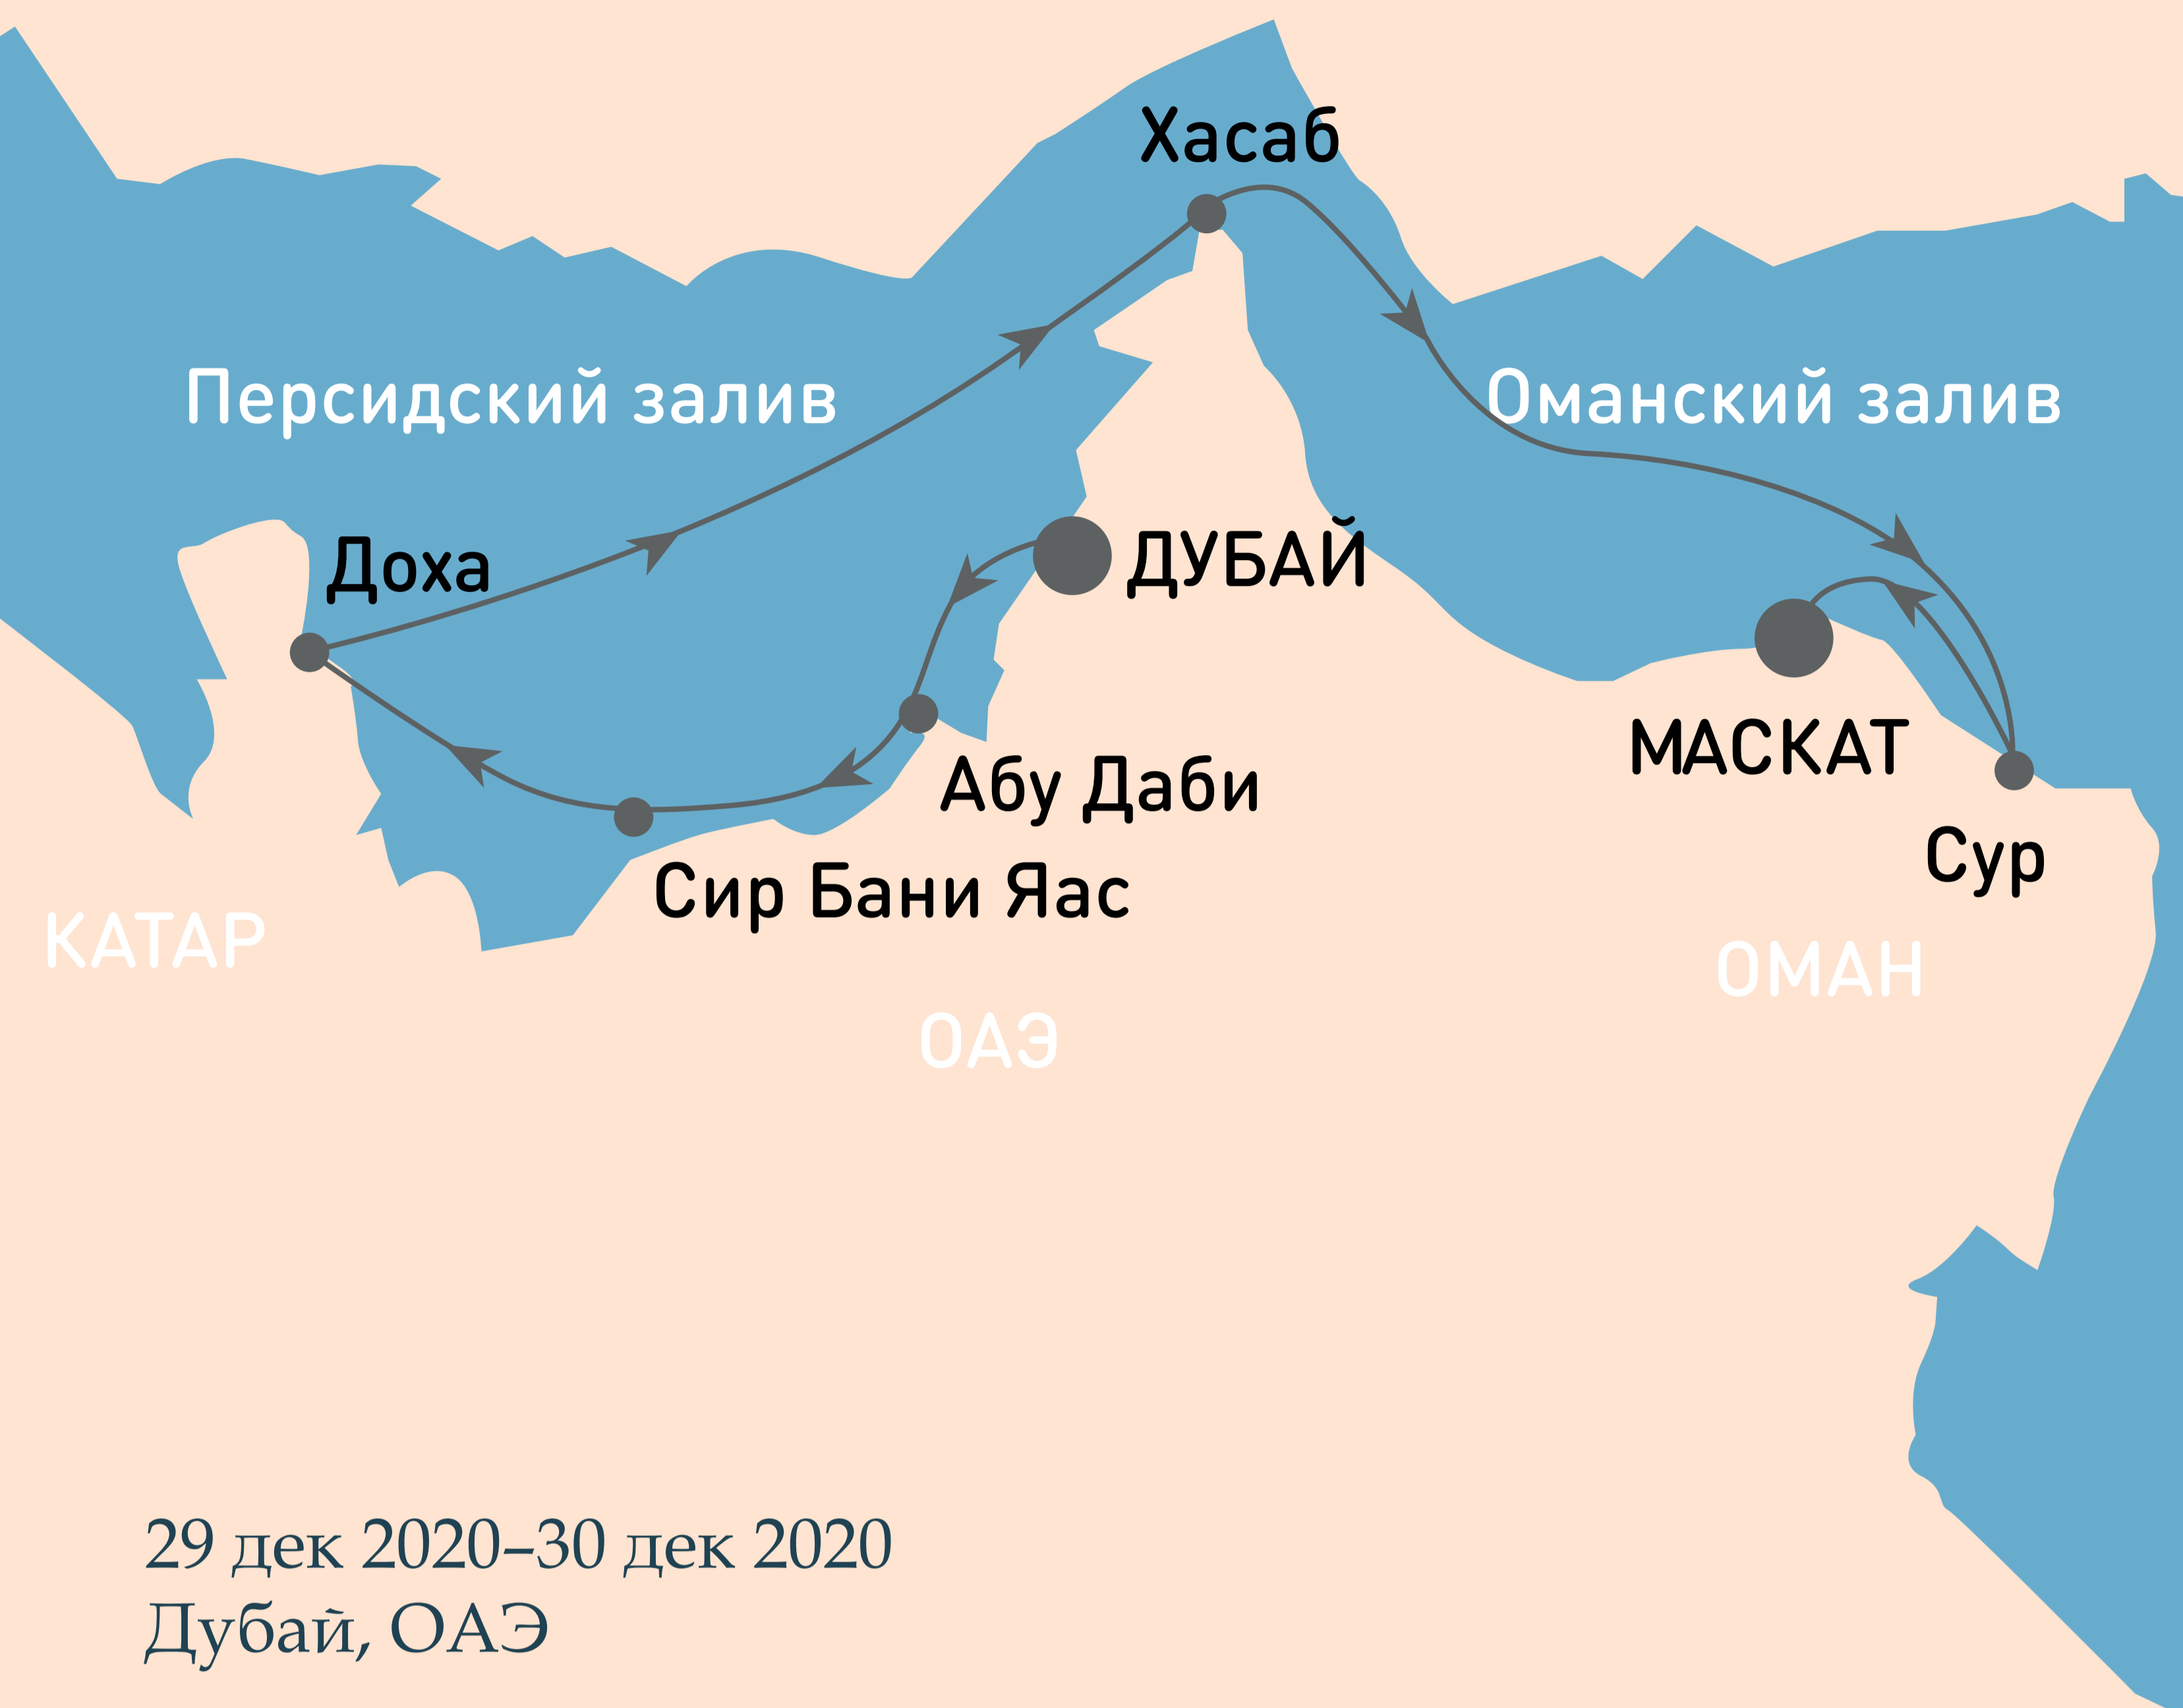 Хасаб
Персидский залив
Оманский залив
Доха
ДУБАЙ
МАСКАТ
Абу Даби
Сир Бани Яас
Сур
КАТАР
ОМАН
ОАЭ
29 дек 2020–30 дек 2020
Дубай, ОАЭ